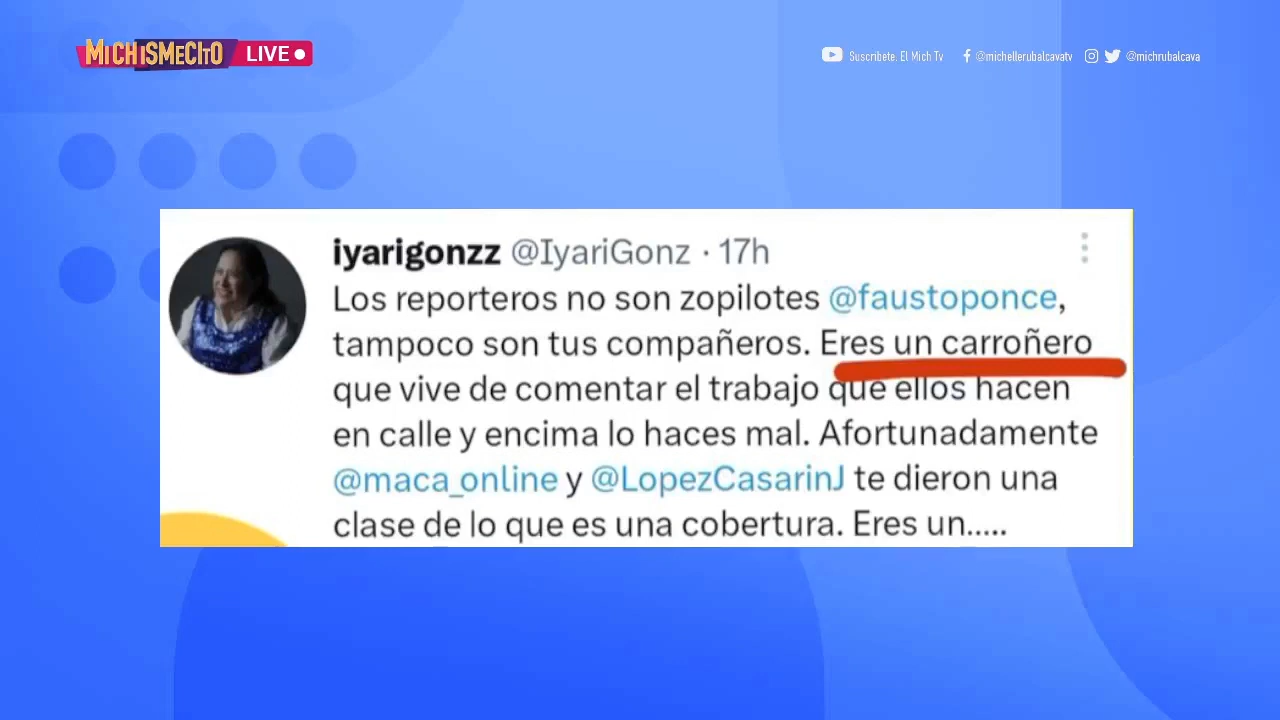 MICHISMECITO LIVE
Suscribete. El Mich Tv @michellerubalcavatv @michrubalcava
iyarigonzz @IyariGonz · 17h
Los reporteros no son zopilotes @faustoponce,
tampoco son tus compañeros. Eres un carroñero
que vive de comentar el trabajo que ellos hacen
en calle y encima lo haces mal. Afortunadamente
@maca_online y @LopezCasarinJ te dieron una
clase de lo que es una cobertura. Eres un.....